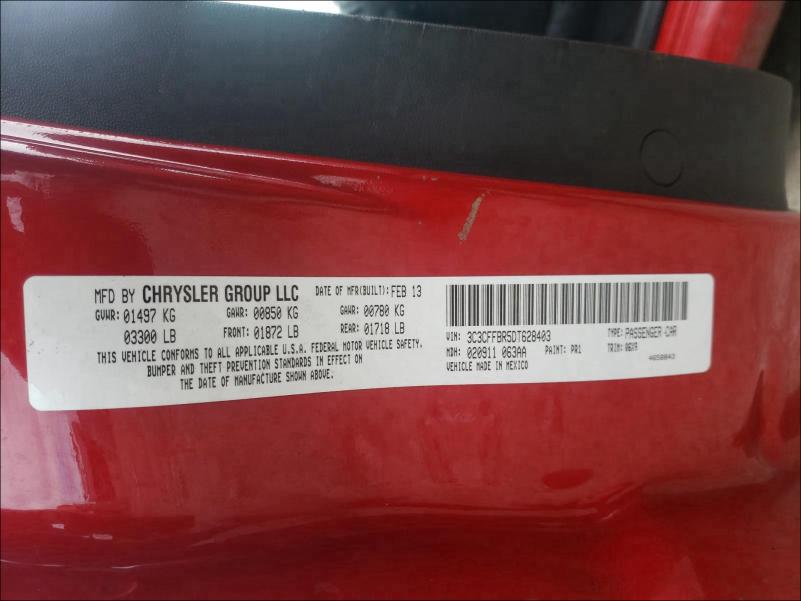 MFD BY CHRYSLER GROUP LLC DATE OF MFR(BUILT): FEB 13
GVWR: 01497 KG GAWR: 00850 KG GAWR: 00780 KG
03300 LB FRONT: 01872 LB REAR: 01718 LB
THIS VEHICLE CONFORMS TO ALL APPLICABLE U.S.A. FEDERAL MOTOR VEHICLE SAFETY,
BUMPER AND THEFT PREVENTION STANDARDS IN EFFECT ON
THE DATE OF MANUFACTURE SHOWN ABOVE.
VIN: 3C3CFFBR5DT628403 TYPE: PASSENGER CAR
MDH: 020911 063AA PAINT: PR1 TRIM: 06X9
VEHICLE MADE IN MEXICO 4658043